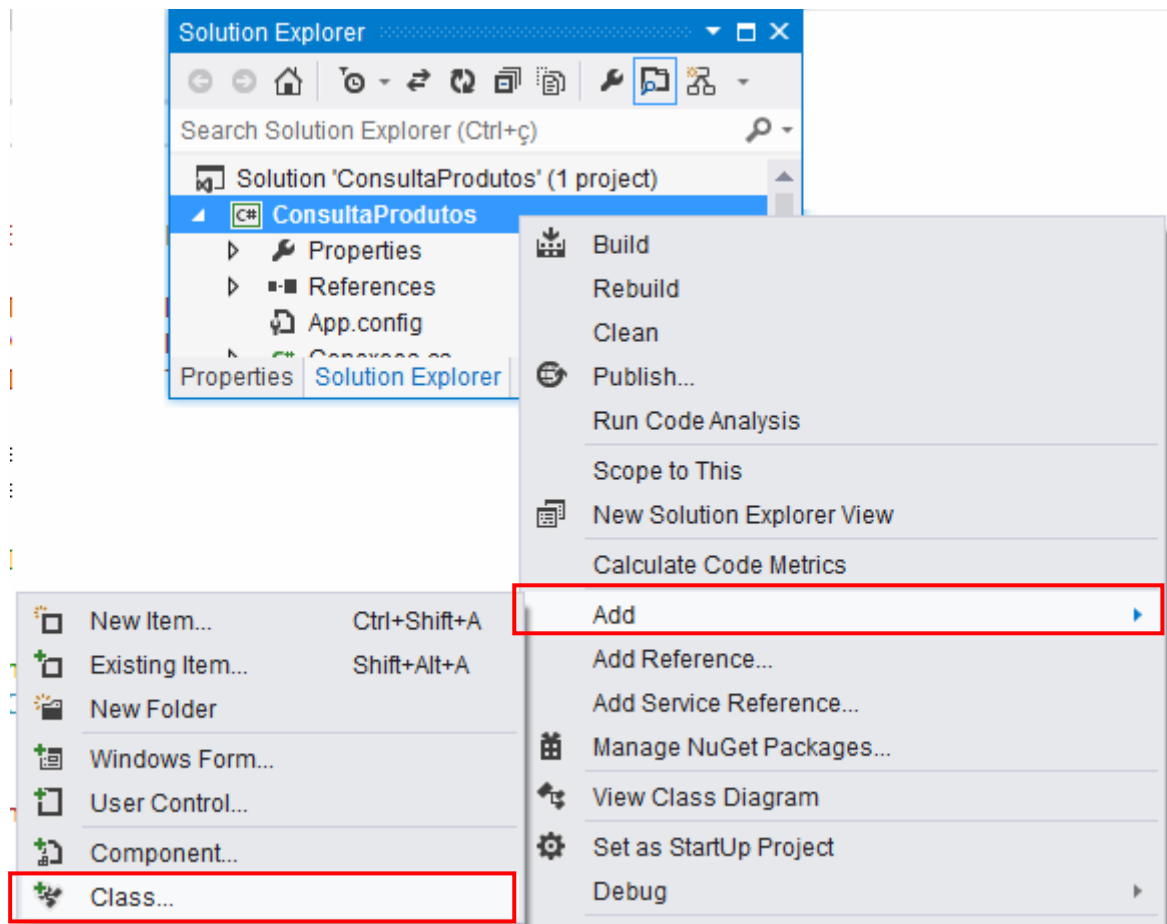 Solution Explorer
Search Solution Explorer (Ctrl+ç)
Solution 'ConsultaProdutos' (1 project)
C# ConsultaProdutos
Properties
References
App.config
Properties Solution Explorer
Build
Rebuild
Clean
Publish...
Run Code Analysis
Scope to This
New Solution Explorer View
Calculate Code Metrics
Add
Add Reference...
Add Service Reference...
Manage NuGet Packages...
View Class Diagram
Set as StartUp Project
Debug
New Item... Ctrl+Shift+A
Existing Item... Shift+Alt+A
New Folder
Windows Form...
User Control...
Component...
Class...